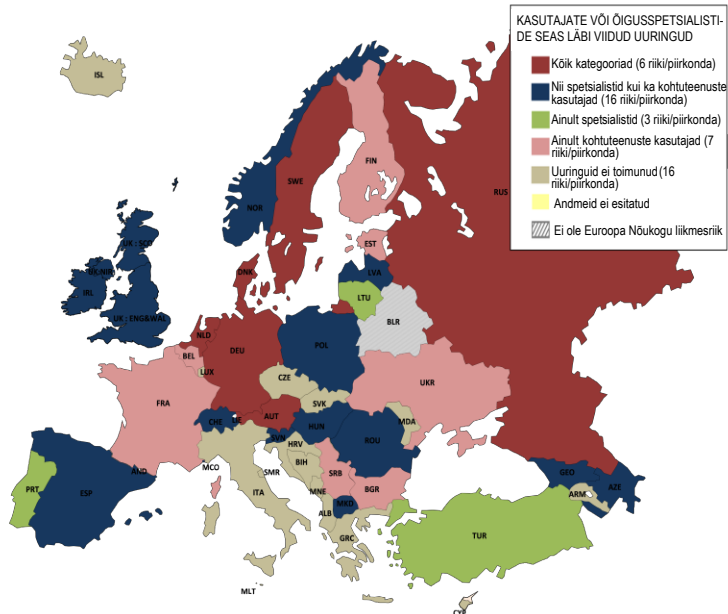 KASUTAJATE VÕI ÕIGUSSPETSIALISTI-
DE SEAS LÄBI VIIDUD UURINGUD
Kõik kategooriad (6 riiki/piirkonda)
Nii spetsialistid kui ka kohtuteenuste
kasutajad (16 riiki/piirkonda)
Ainult spetsialistid (3 riiki/piirkonda)
Ainult kohtuteenuste kasutajad (7
riiki/piirkonda)
Uuringuid ei toimunud (16
riiki/piirkonda)
Andmeid ei esitatud
Ei ole Euroopa Nõukogu liikmesriik
ISL
FIN
RUS
SWE
NOR
EST
UK : SCO
LVA
DNK
UK:NIR
LTU
IRL
BLR
UK : ENG&WAL
NLD
DEU
POL
BEL
LUX
CZE
UKR
FRA
SVK
AUT
MDA
CHE
LIE
HUN
SVN
ROU
HRV
AND
MCO
SMR
BIH
SRB
GEO
PRT
ESP
ITA
MNE
BGR
AZE
ARM
MKD
ALB
GRC
TUR
MLT